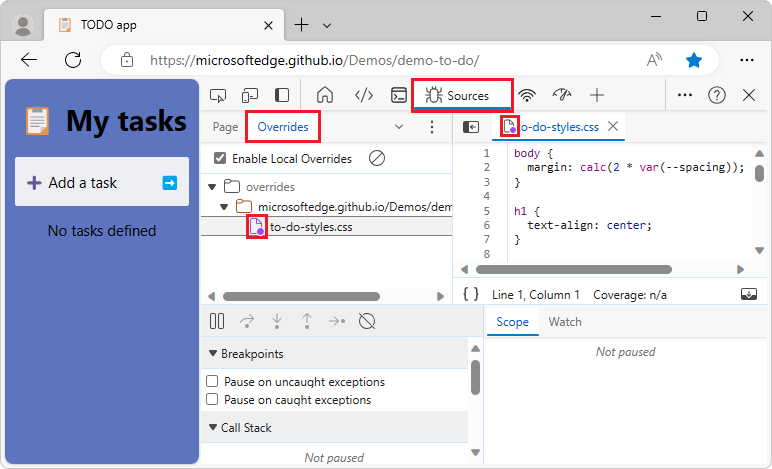 TODO app
https://microsoftedge.github.io/Demos/demo-to-do/
My tasks
Add a task
No tasks defined
Sources
Page
Overrides
Enable Local Overrides
overrides
microsoftedge.github.io/Demos/dem
to-do-styles.css
o-do-styles.css
1 body {
2 margin: calc(2 * var(--spacing));
3 }
4
5 h1 {
6 text-align: center;
7 }
8
{ } Line 1, Column 1 Coverage: n/a
Breakpoints
Pause on uncaught exceptions
Pause on caught exceptions
Call Stack
Not paused
Scope
Watch
Not paused